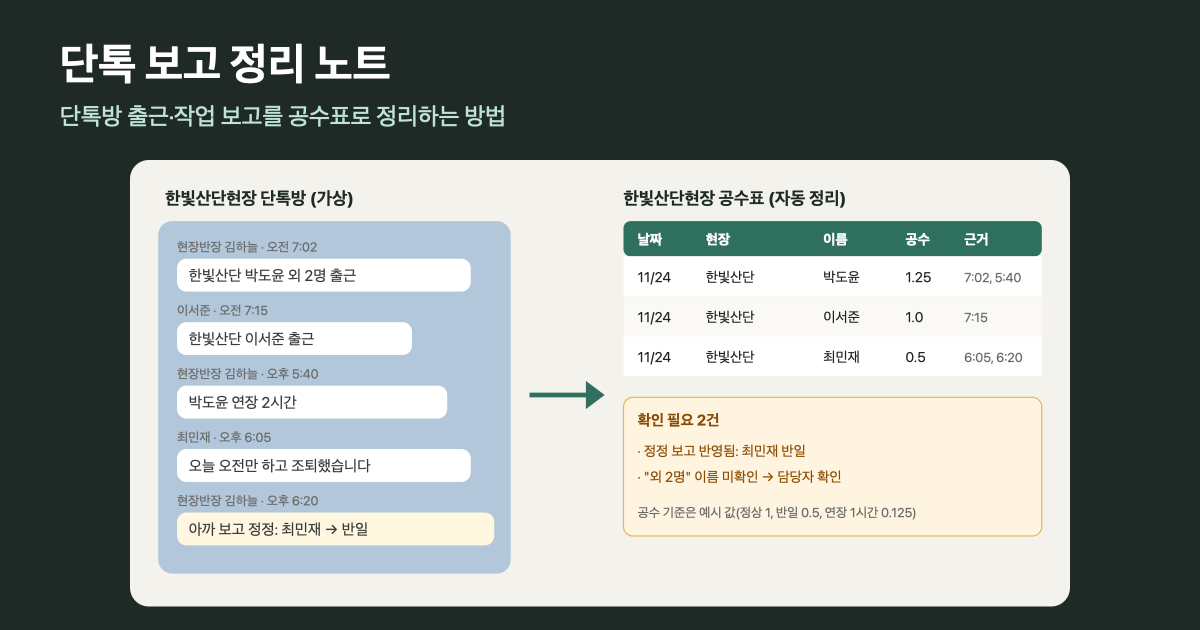 단톡 보고 정리 노트
단톡방 출근·작업 보고를 공수표로 정리하는 방법
한빛산단현장 단톡방 (가상)
현장반장 김하늘 · 오전 7:02
한빛산단 박도윤 외 2명 출근
이서준 · 오전 7:15
한빛산단 이서준 출근
현장반장 김하늘 · 오후 5:40
박도윤 연장 2시간
최민재 · 오후 6:05
오늘 오전만 하고 조퇴했습니다
현장반장 김하늘 · 오후 6:20
아까 보고 정정: 최민재 → 반일
한빛산단현장 공수표 (자동 정리)
날짜 현장 이름 공수 근거
11/24 한빛산단 박도윤 1.25 7:02, 5:40
11/24 한빛산단 이서준 1.0 7:15
11/24 한빛산단 최민재 0.5 6:05, 6:20
확인 필요 2건
· 정정 보고 반영됨: 최민재 반일
· "외 2명" 이름 미확인 → 담당자 확인
공수 기준은 예시 값(정상 1, 반일 0.5, 연장 1시간 0.125)